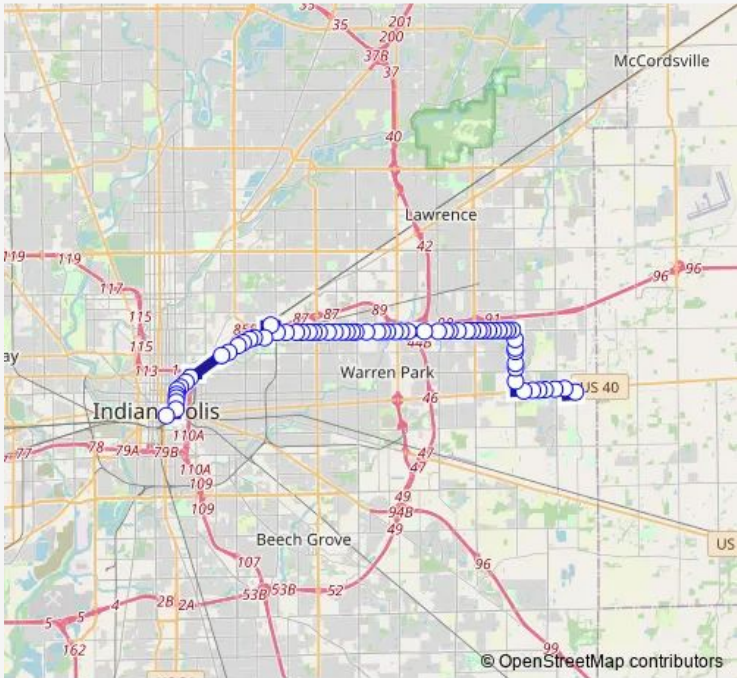 35
201
35
200
37B
37
McCordsville
40
Lawrence
119
119
42
96
96
117
115
87
87
89
91
115
44B
113
Warren Park
ay
US 40
46
Indianapolis
110A
47
77
78
79A
79B
110A
47
109
49
109
94B
US
Beech Grove
49
107
96
53B
53B
52
2B
2A
4
5
5
162
99
© OpenStreetMap contributors